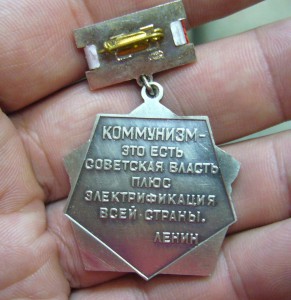 КОММУНИЗМ–
ЭТО ЕСТЬ
СОВЕТСКАЯ ВЛАСТЬ
ПЛЮС
ЭЛЕКТРИФИКАЦИЯ
ВСЕЙ СТРАНЫ.
ЛЕНИН